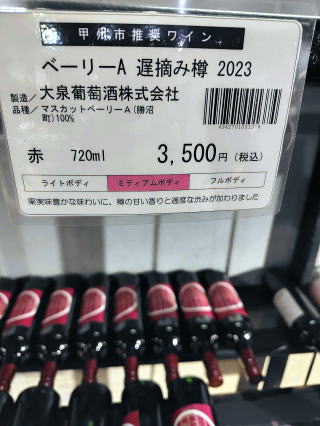 甲州市推奨ワイン
ベーリーA 遅摘み樽 2023
製造／大泉葡萄酒株式会社
品種／マスカットベーリーA(勝沼
町)100%
赤 720ml 3,500円(税込)
ライトボディ ミディアムボディ フルボディ
果実味豊かな味わいに、樽の甘い香りと適度な渋みが加わりました